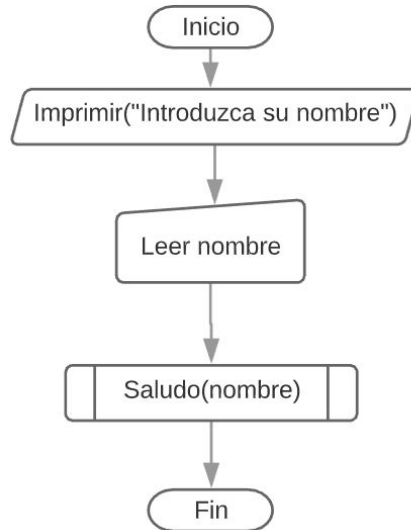 Inicio
Imprimir("Introduzca su nombre")
Leer nombre
Saludo(nombre)
Fin